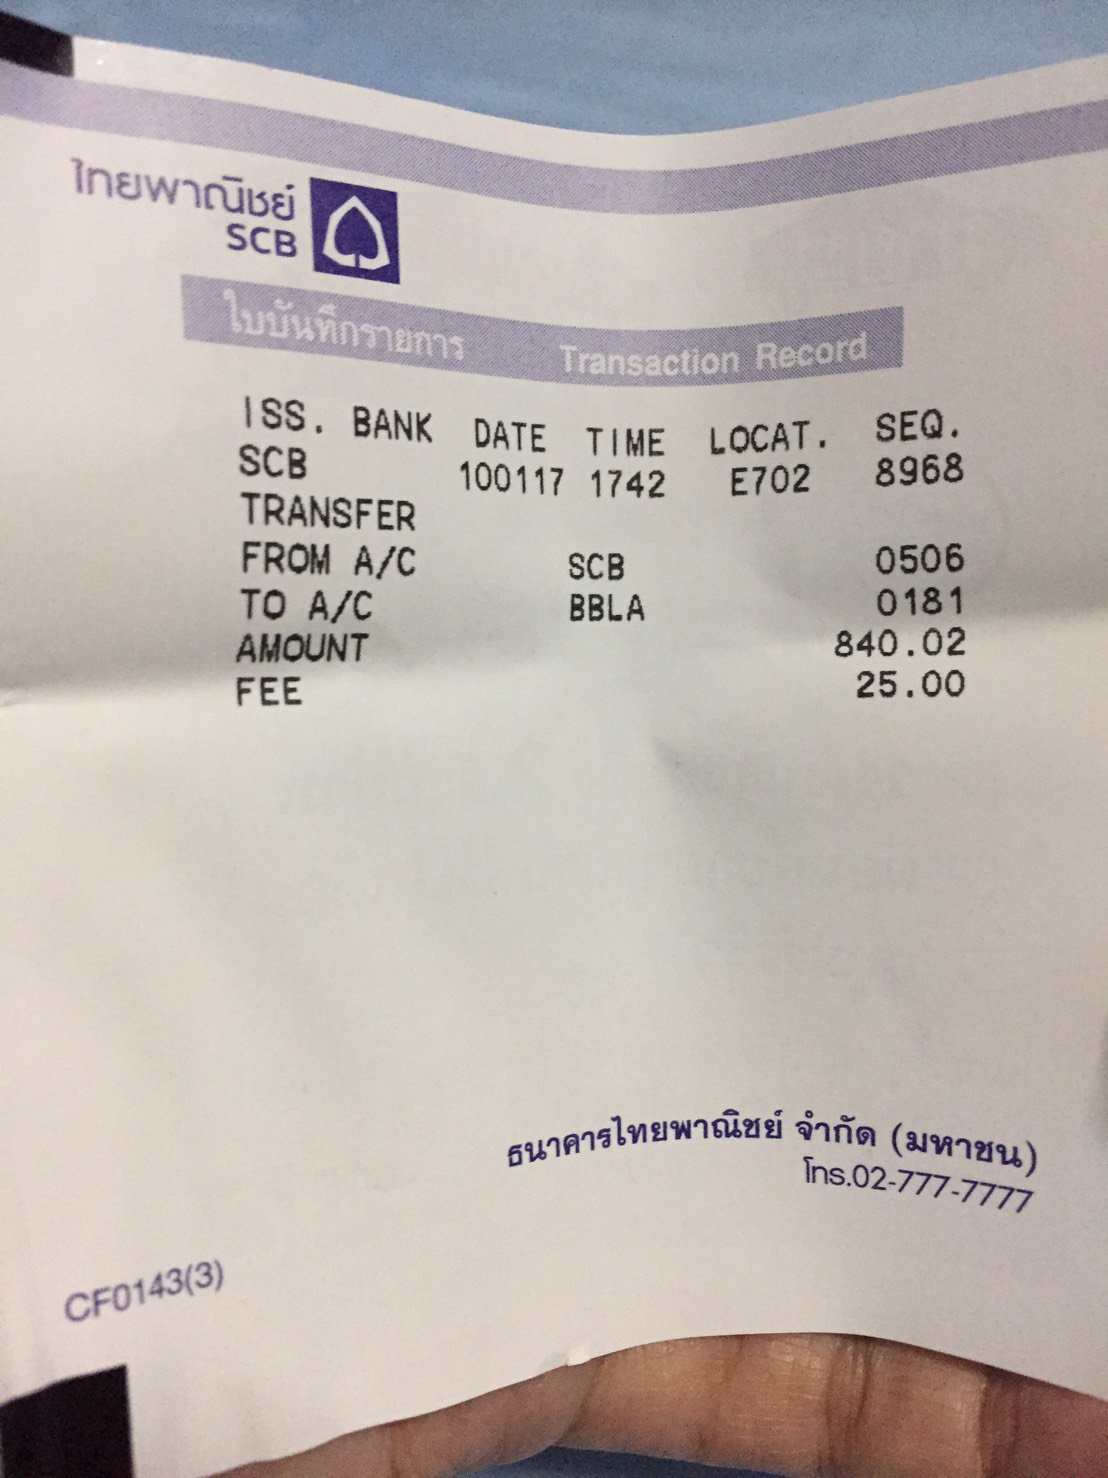 ไทยพาณิชย์
SCB
ใบบันทึกรายการ Transaction Record
ISS. BANK DATE TIME LOCAT. SEQ.
SCB 100117 1742 E702 8968
TRANSFER
FROM A/C SCB 0506
TO A/C BBLA 0181
AMOUNT 840.02
FEE 25.00
ธนาคารไทยพาณิชย์ จำกัด (มหาชน)
โทร.02-777-7777
CF0143(3)